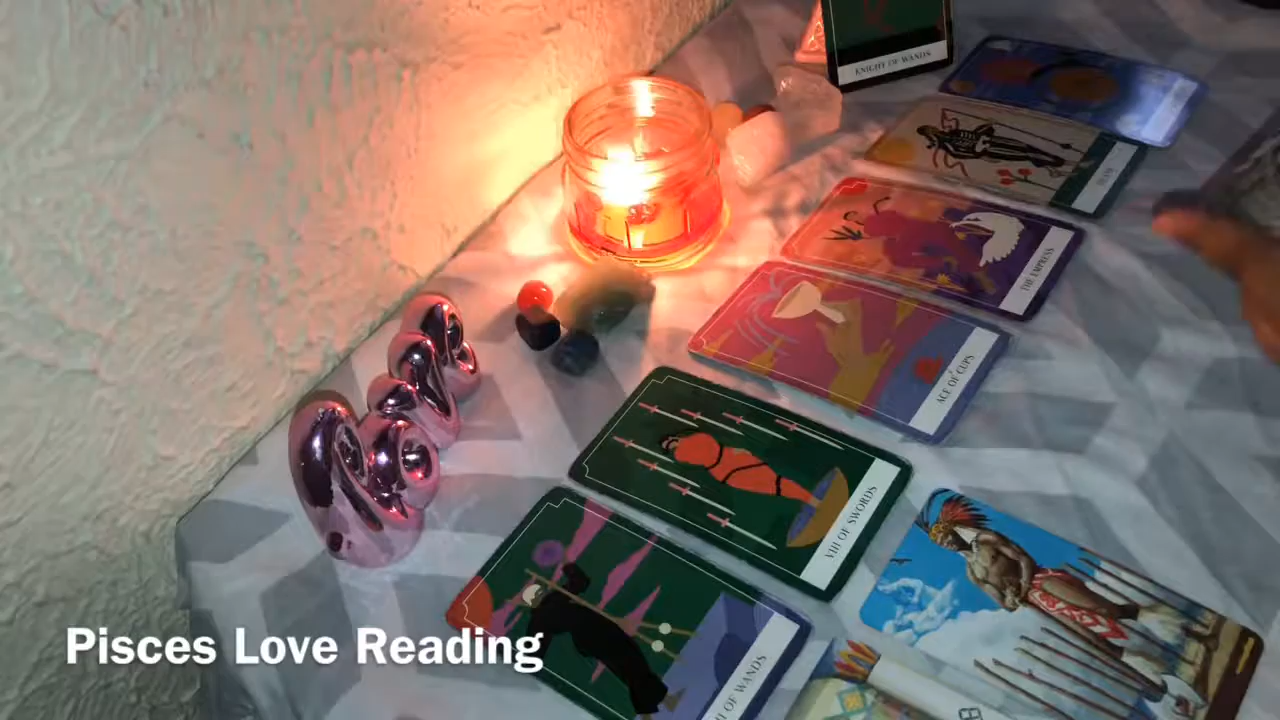 KNIGHT OF WANDS
THE EMPRESS
ACE OF CUPS
VIII OF SWORDS
OF WANDS
Pisces Love Reading